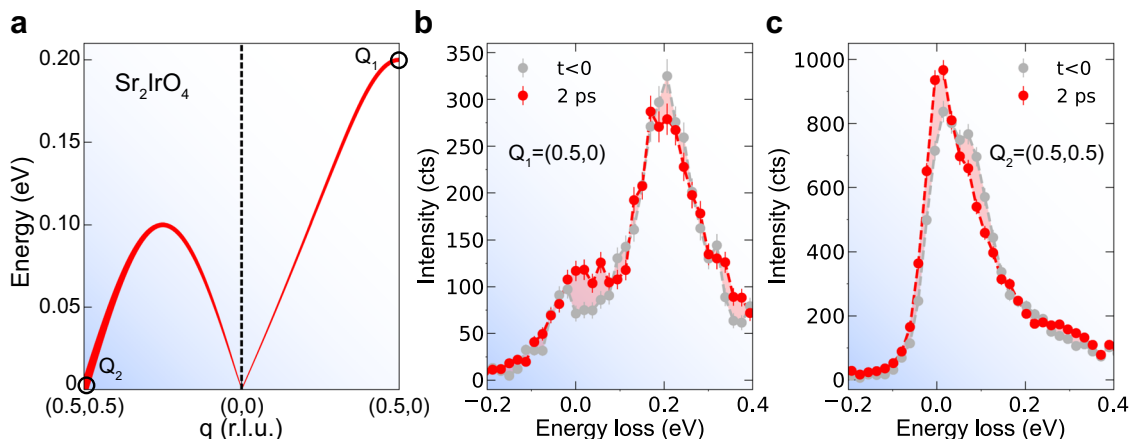 a
0.20
0.15
0.10
0.05
0
Energy (eV)
Sr2IrO4
Q1
Q2
(0.5,0.5)
(0,0)
(0.5,0)
q (r.l.u.)
b
350
300
250
200
150
100
50
0
Intensity (cts)
t<0
2 ps
Q1=(0.5,0)
−0.2
0.0
0.2
0.4
Energy loss (eV)
c
1000
800
600
400
200
0
Intensity (cts)
t<0
2 ps
Q2=(0.5,0.5)
−0.2
0.0
0.2
0.4
Energy loss (eV)